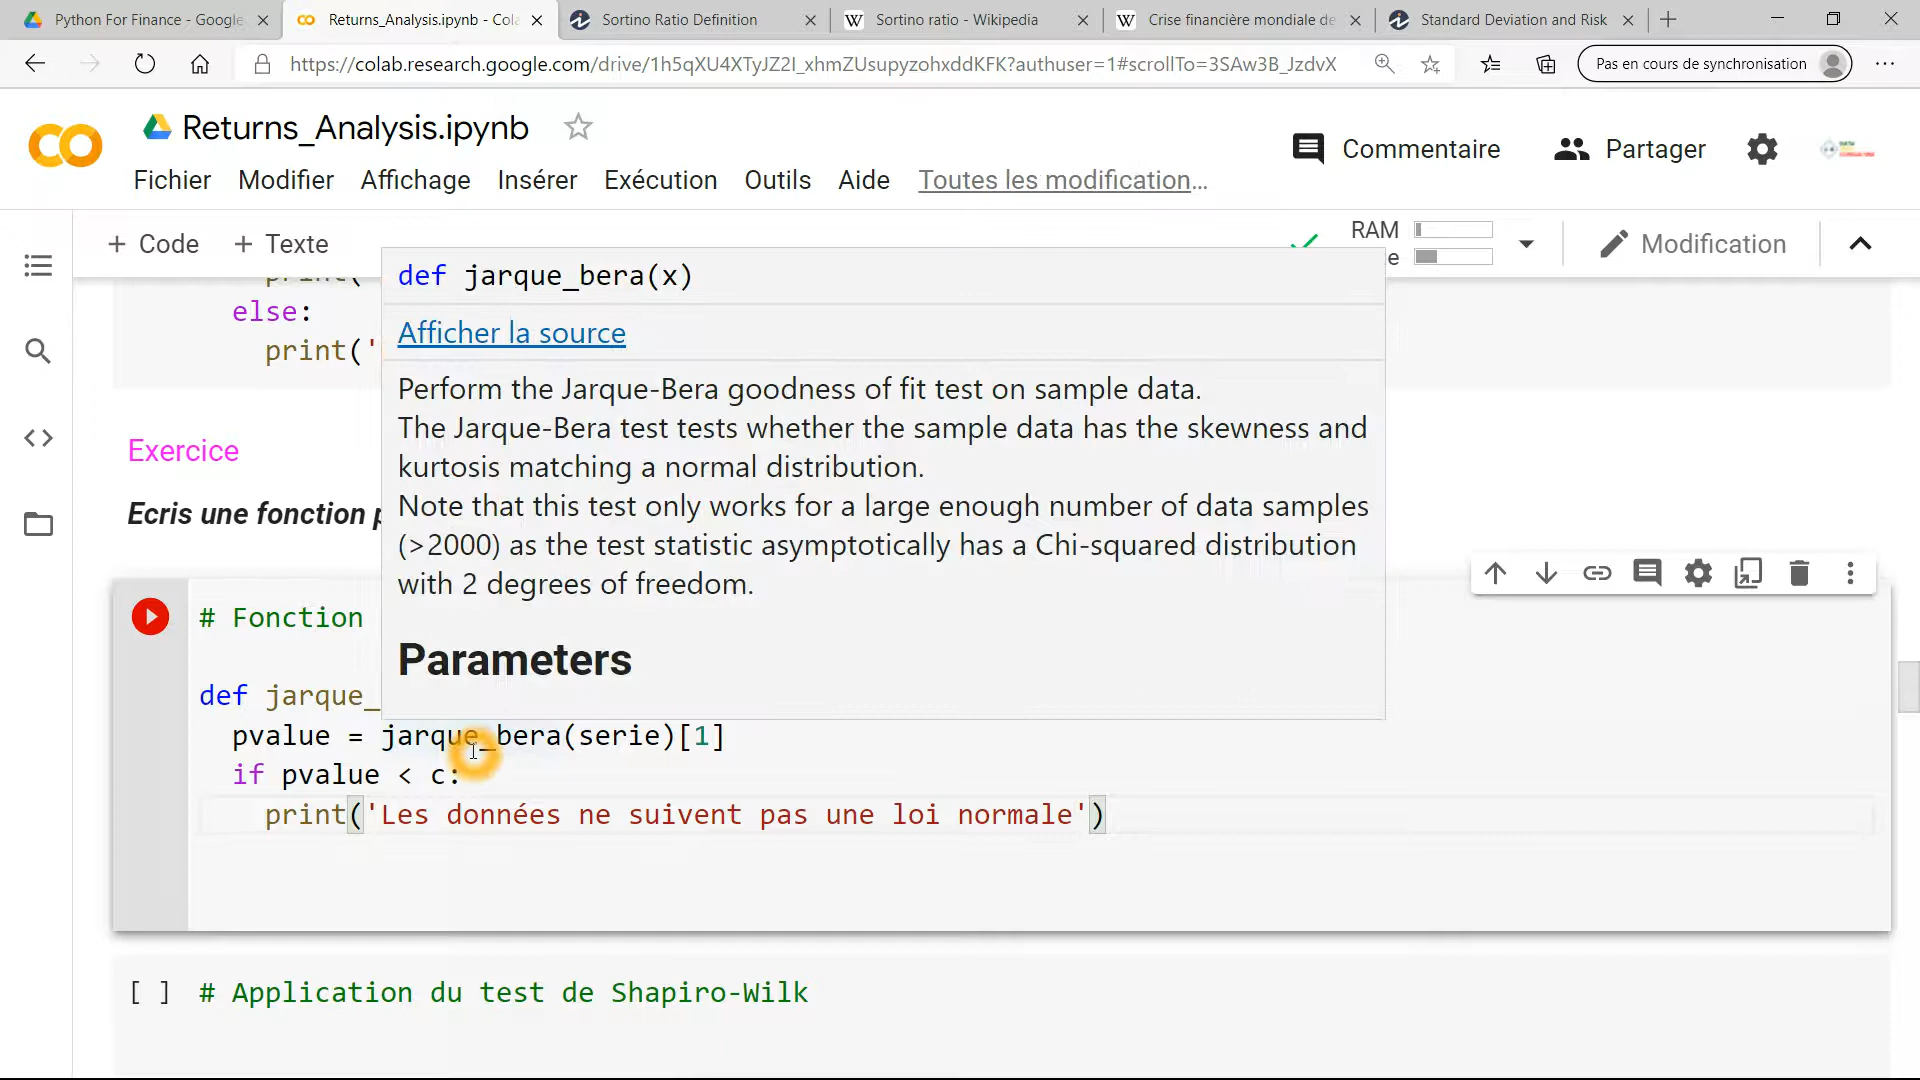 Python For Finance - Google
Returns_Analysis.ipynb - Cola
Sortino Ratio Definition
Sortino ratio - Wikipedia
Crise financière mondiale de
Standard Deviation and Risk
https://colab.research.google.com/drive/1h5qXU4XTyJZ2I_xhmZUsupyzohxddKFK?authuser=1#scrollTo=3SAw3B_JzdvX
Pas en cours de synchronisation
Returns_Analysis.ipynb
Commentaire
Partager
Fichier Modifier Affichage Insérer Exécution Outils Aide Toutes les modification…
+ Code + Texte
RAM
Modification
def jarque_bera(x)
Afficher la source
Perform the Jarque-Bera goodness of fit test on sample data.
The Jarque-Bera test tests whether the sample data has the skewness and
kurtosis matching a normal distribution.
Note that this test only works for a large enough number of data samples
(>2000) as the test statistic asymptotically has a Chi-squared distribution
with 2 degrees of freedom.
Parameters
print(
else:
print('
Exercice
Ecris une fonction
# Fonction
def jarque_
pvalue = jarque_bera(serie)[1]
if pvalue < c:
print('Les données ne suivent pas une loi normale')
[ ] # Application du test de Shapiro-Wilk